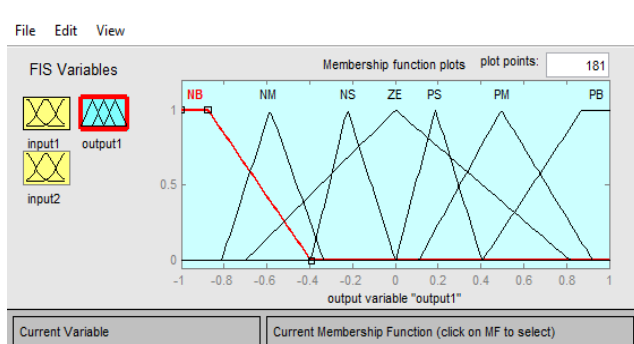 File Edit View
FIS Variables
Membership function plots plot points: 181
NB NM NS ZE PS PM PB
1
input1 output1
0.5
input2
0
-1 -0.8 -0.6 -0.4 -0.2 0 0.2 0.4 0.6 0.8 1
output variable "output1"
Current Variable Current Membership Function (click on MF to select)